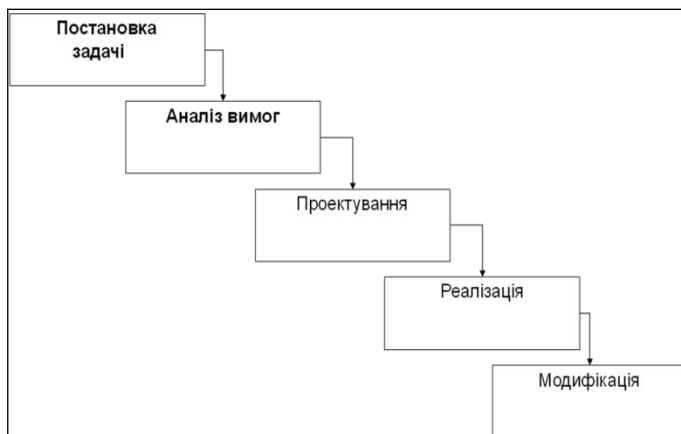 Постановка
задачі
Аналіз вимог
Проектування
Реалізація
Модифікація